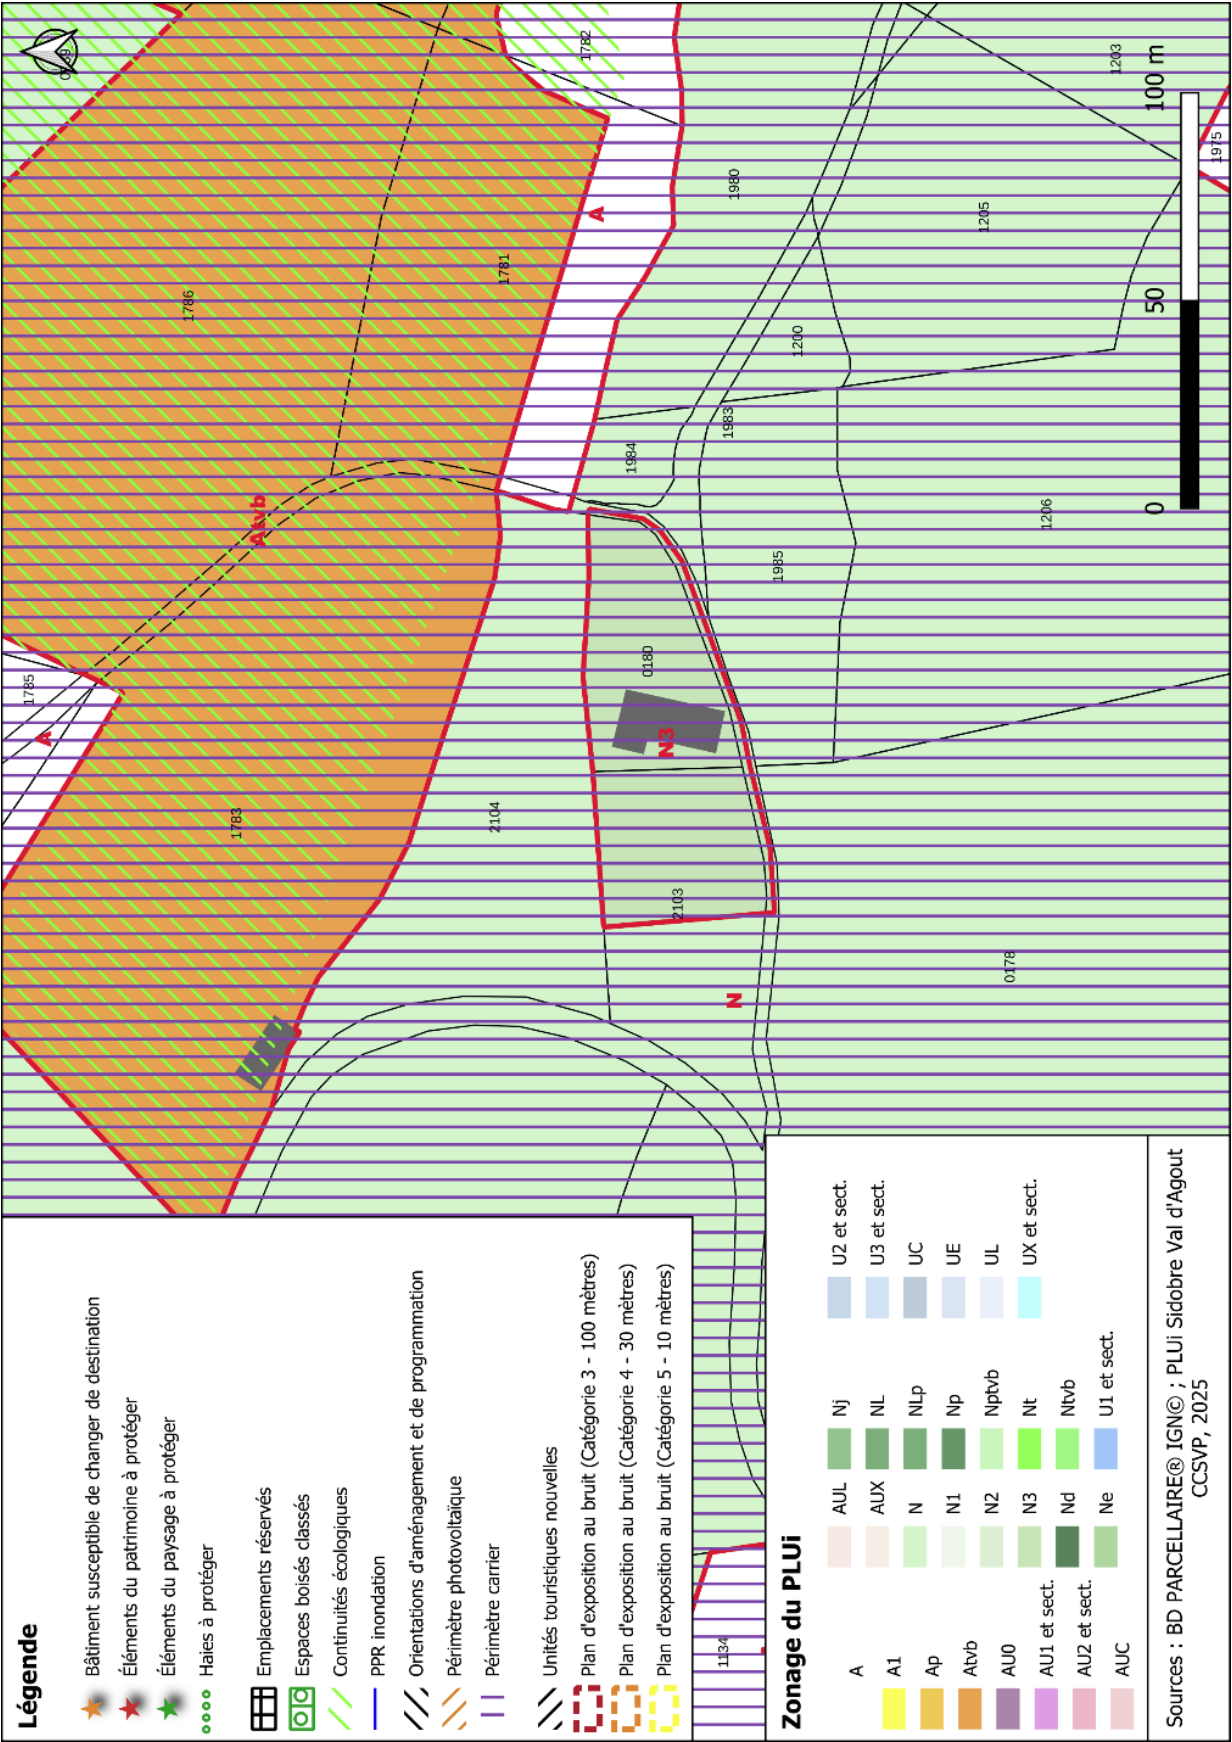 Légende
Bâtiment susceptible de changer de destination
Éléments du patrimoine à protéger
Éléments du paysage à protéger
Haies à protéger
Emplacements réservés
Espaces boisés classés
Continuités écologiques
PPR inondation
Orientations d'aménagement et de programmation
Périmètre photovoltaïque
Périmètre carrier
Unités touristiques nouvelles
Plan d'exposition au bruit (Catégorie 3 - 100 mètres)
Plan d'exposition au bruit (Catégorie 4 - 30 mètres)
Plan d'exposition au bruit (Catégorie 5 - 10 mètres)
Zonage du PLUi
A
A1
Ap
Atvb
AU0
AU1 et sect.
AU2 et sect.
AUC
AUL
AUX
N
N1
N2
N3
Nd
Ne
Nj
NL
NLp
Np
Nptvb
Nt
Ntvb
U1 et sect.
U2 et sect.
U3 et sect.
UC
UE
UL
UX et sect.
Sources : BD PARCELLAIRE® IGN© ; PLUi Sidobre Val d'Agout
CCSVP, 2025
1134
1783
A
1785
Atvb
1786
1781
A
1782
2104
2103
N3
0180
N
1984
1983
1980
1985
1200
1205
1206
0178
1203
1975
0 50 100 m